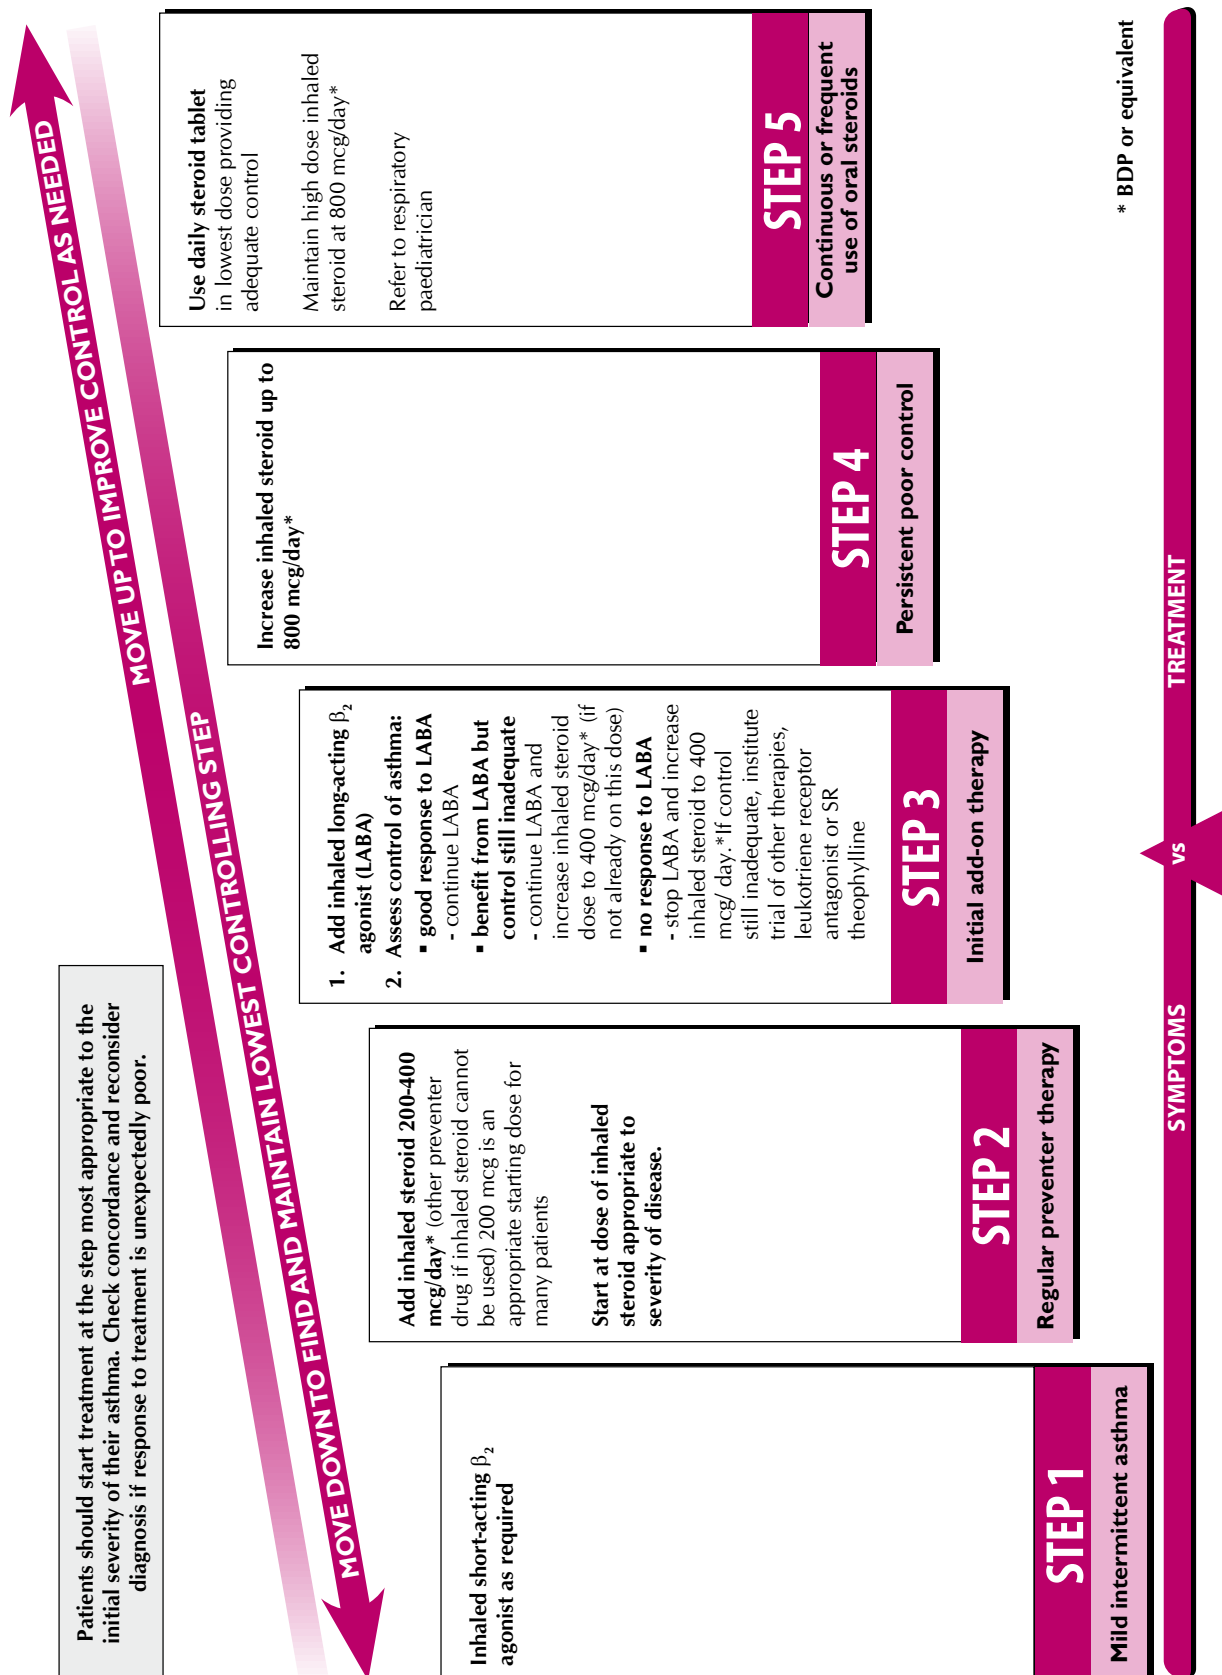 Patients should start treatment at the step most appropriate to the
initial severity of their asthma. Check concordance and reconsider
diagnosis if response to treatment is unexpectedly poor.
MOVE UP TO IMPROVE CONTROL AS NEEDED
MOVE DOWN TO FIND AND MAINTAIN LOWEST CONTROLLING STEP
Inhaled short-acting β₂
agonist as required
STEP 1
Mild intermittent asthma
Add inhaled steroid 200-400
mcg/day* (other preventer
drug if inhaled steroid cannot
be used) 200 mcg is an
appropriate starting dose for
many patients
Start at dose of inhaled
steroid appropriate to
severity of disease.
STEP 2
Regular preventer therapy
1. Add inhaled long-acting β₂
agonist (LABA)
2. Assess control of asthma:
▪ good response to LABA
- continue LABA
▪ benefit from LABA but
control still inadequate
- continue LABA and
increase inhaled steroid
dose to 400 mcg/day* (if
not already on this dose)
▪ no response to LABA
- stop LABA and increase
inhaled steroid to 400
mcg/ day.*If control
still inadequate, institute
trial of other therapies,
leukotriene receptor
antagonist or SR
theophylline
STEP 3
Initial add-on therapy
Increase inhaled steroid up to
800 mcg/day*
STEP 4
Persistent poor control
Use daily steroid tablet
in lowest dose providing
adequate control
Maintain high dose inhaled
steroid at 800 mcg/day*
Refer to respiratory
paediatrician
STEP 5
Continuous or frequent
use of oral steroids
* BDP or equivalent
SYMPTOMS
vs
TREATMENT